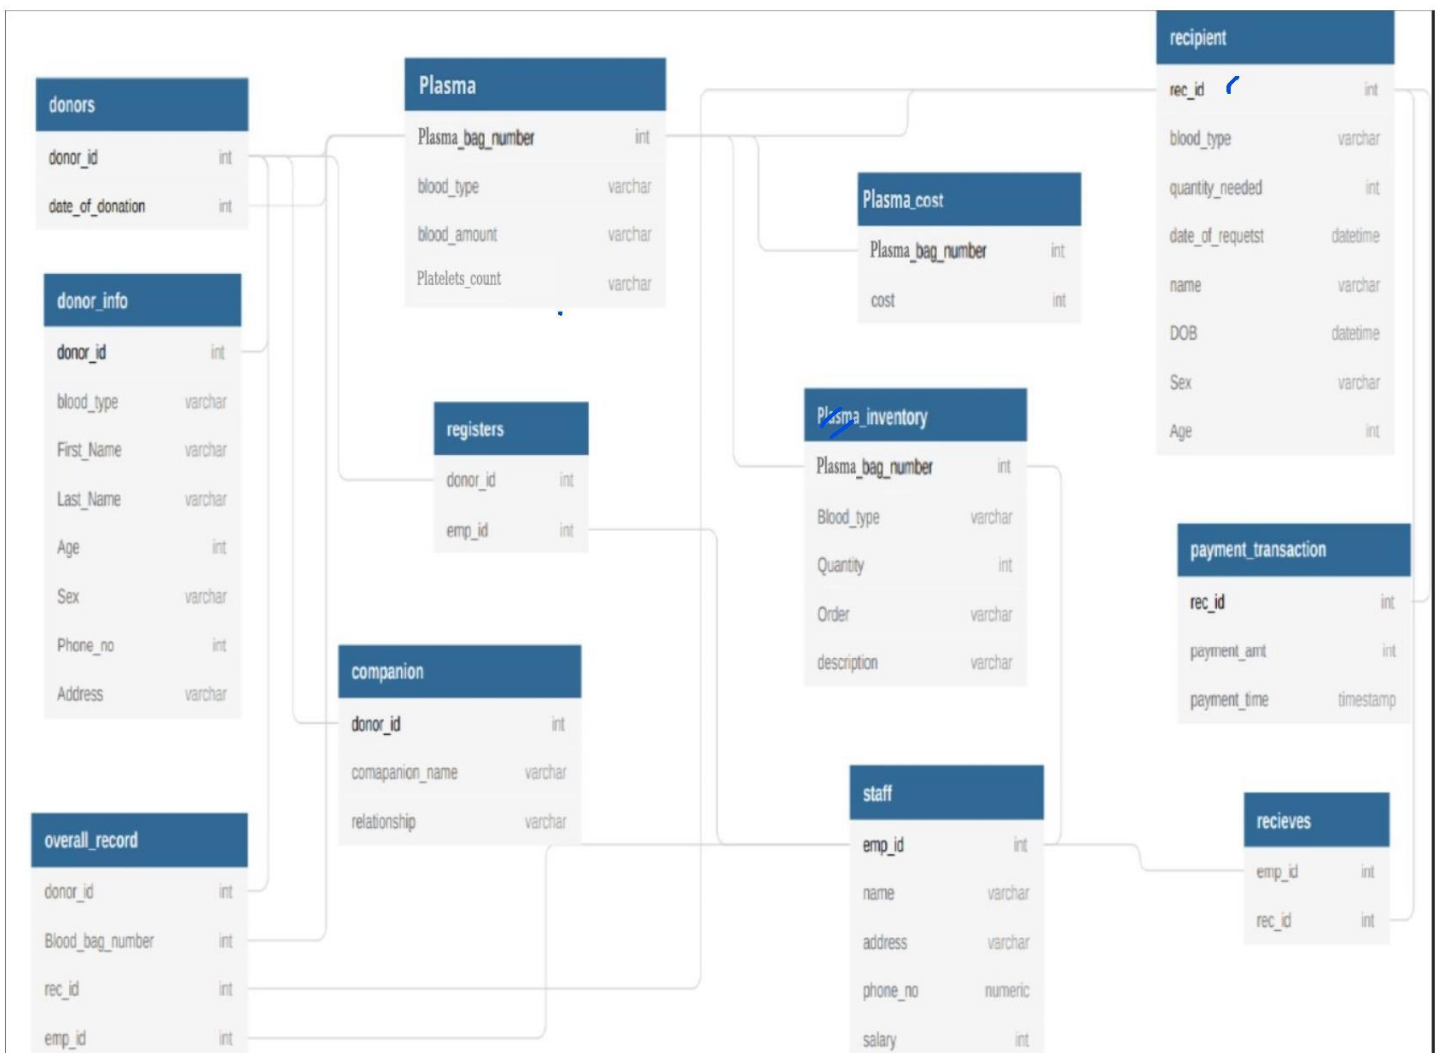 donors
donor_id int
date_of_donation int
donor_info
donor_id int
blood_type varchar
First_Name varchar
Last_Name varchar
Age int
Sex varchar
Phone_no int
Address varchar
overall_record
donor_id int
Blood_bag_number int
rec_id int
emp_id int
Plasma
Plasma_bag_number int
blood_type varchar
blood_amount varchar
Platelets_count varchar
registers
donor_id int
emp_id int
companion
donor_id int
comapanion_name varchar
relationship varchar
Plasma_cost
Plasma_bag_number int
cost int
Plasma_inventory
Plasma_bag_number int
Blood_type varchar
Quantity int
Order varchar
description varchar
staff
emp_id int
name varchar
address varchar
phone_no numeric
salary int
recipient
rec_id int
blood_type varchar
quantity_needed int
date_of_requetst datetime
name varchar
DOB datetime
Sex varchar
Age int
payment_transaction
rec_id int
payment_amt int
payment_time timestamp
recieves
emp_id int
rec_id int